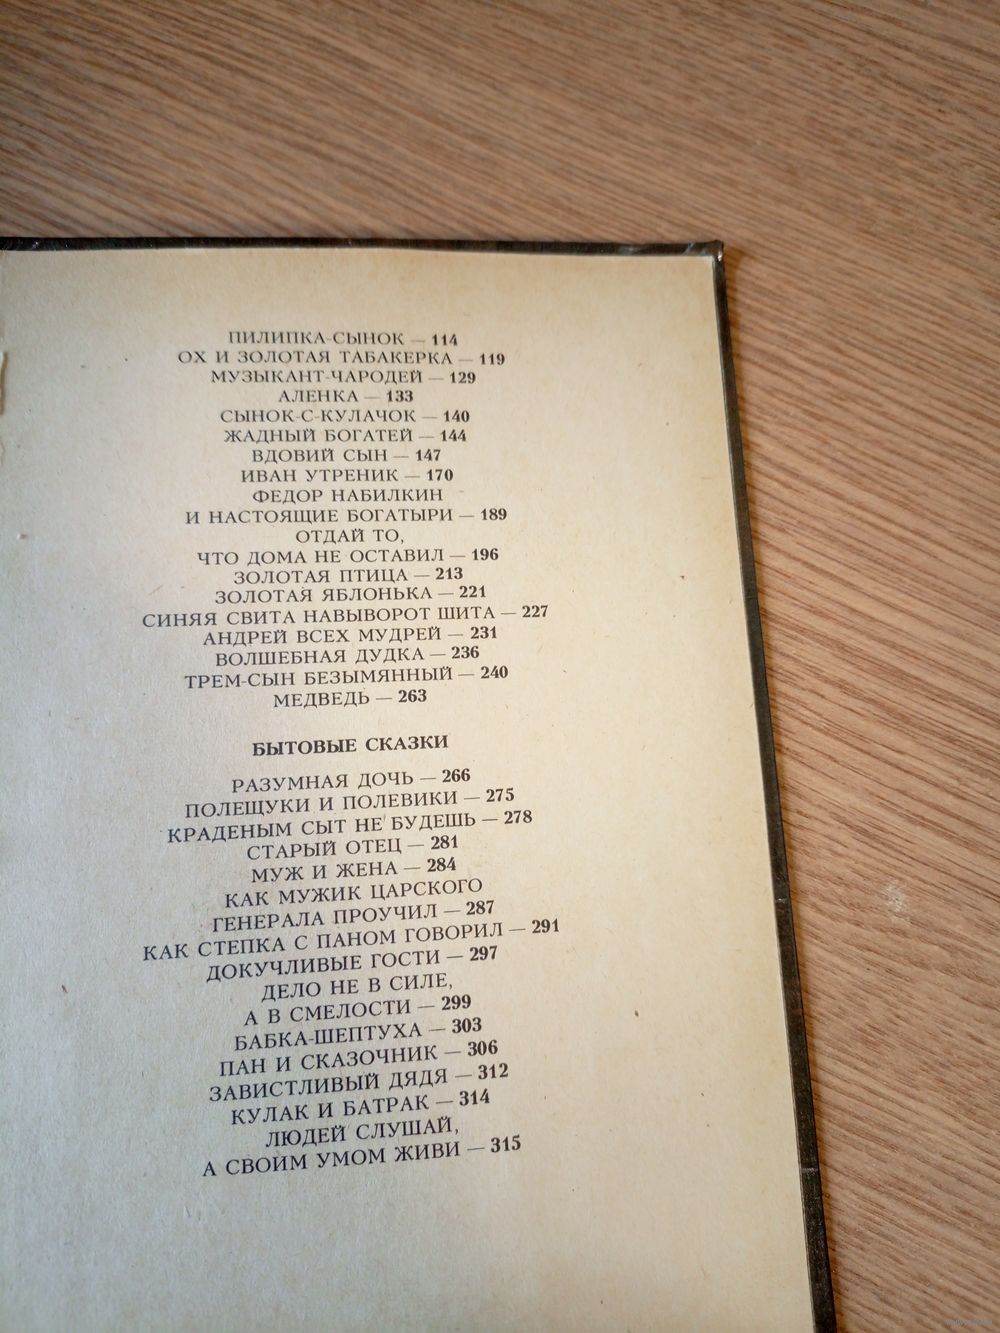 ПИЛИПКА-СЫНОК — 114
ОХ И ЗОЛОТАЯ ТАБАКЕРКА — 119
МУЗЫКАНТ-ЧАРОДЕЙ — 129
АЛЕНКА — 133
СЫНОК-С-КУЛАЧОК — 140
ЖАДНЫЙ БОГАТЕЙ — 144
ВДОВИЙ СЫН — 147
ИВАН УТРЕНИК — 170
ФЕДОР НАБИЛКИН
И НАСТОЯЩИЕ БОГАТЫРИ — 189
ОТДАЙ ТО,
ЧТО ДОМА НЕ ОСТАВИЛ — 196
ЗОЛОТАЯ ПТИЦА — 213
ЗОЛОТАЯ ЯБЛОНЬКА — 221
СИНЯЯ СВИТА НАВЫВОРОТ ШИТА — 227
АНДРЕЙ ВСЕХ МУДРЕЙ — 231
ВОЛШЕБНАЯ ДУДКА — 236
ТРЕМ-СЫН БЕЗЫМЯННЫЙ — 240
МЕДВЕДЬ — 263
БЫТОВЫЕ СКАЗКИ
РАЗУМНАЯ ДОЧЬ — 266
ПОЛЕЩУКИ И ПОЛЕВИКИ — 275
КРАДЕНЫМ СЫТ НЕ БУДЕШЬ — 278
СТАРЫЙ ОТЕЦ — 281
МУЖ И ЖЕНА — 284
КАК МУЖИК ЦАРСКОГО
ГЕНЕРАЛА ПРОУЧИЛ — 287
КАК СТЕПКА С ПАНОМ ГОВОРИЛ — 291
ДОКУЧЛИВЫЕ ГОСТИ — 297
ДЕЛО НЕ В СИЛЕ,
А В СМЕЛОСТИ — 299
БАБКА-ШЕПТУХА — 303
ПАН И СКАЗОЧНИК — 306
ЗАВИСТЛИВЫЙ ДЯДЯ — 312
КУЛАК И БАТРАК — 314
ЛЮДЕЙ СЛУШАЙ,
А СВОИМ УМОМ ЖИВИ — 315